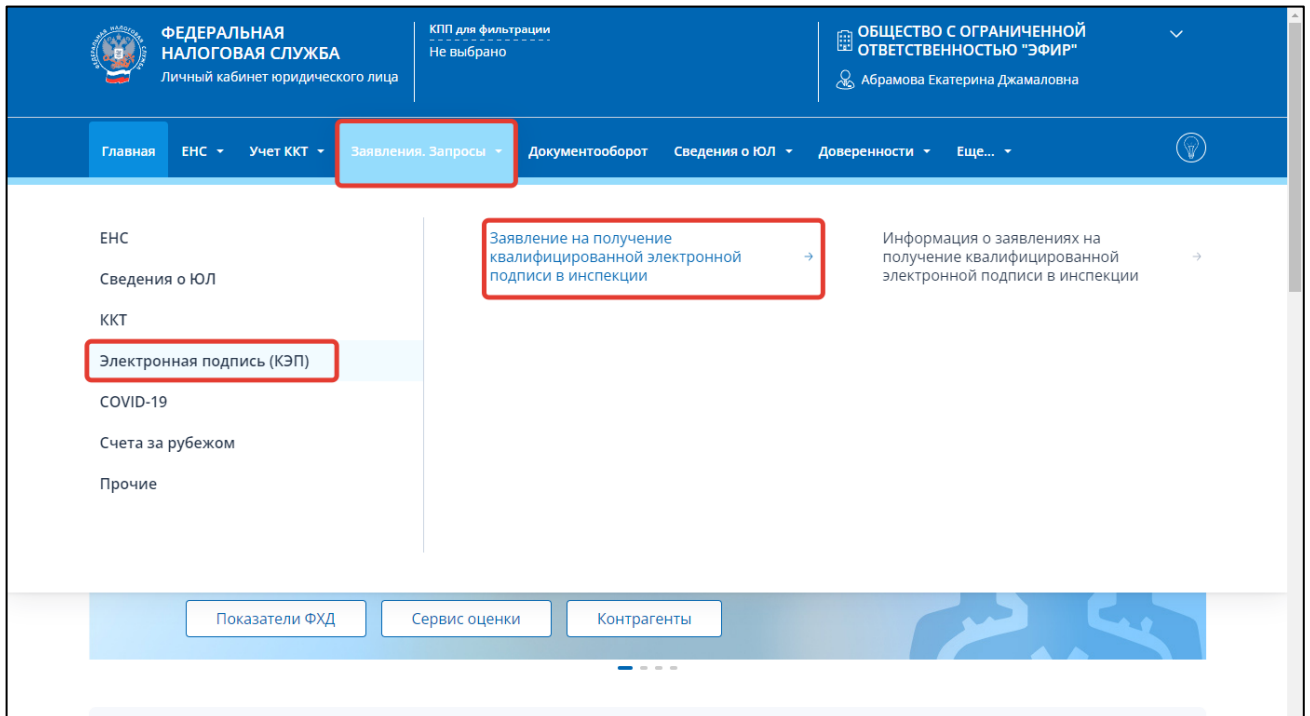 ФЕДЕРАЛЬНАЯ
НАЛОГОВАЯ СЛУЖБА
Личный кабинет юридического лица
КПП для фильтрации
Не выбрано
ОБЩЕСТВО С ОГРАНИЧЕННОЙ
ОТВЕТСТВЕННОСТЬЮ "ЭФИР"
Абрамова Екатерина Джамаловна
Главная ЕНС Учет ККТ Заявления. Запросы Документооборот Сведения о ЮЛ Доверенности Еще...
ЕНС
Сведения о ЮЛ
ККТ
Электронная подпись (КЭП)
COVID-19
Счета за рубежом
Прочие
Заявление на получение
квалифицированной электронной
подписи в инспекции
Информация о заявлениях на
получение квалифицированной
электронной подписи в инспекции
Показатели ФХД Сервис оценки Контрагенты